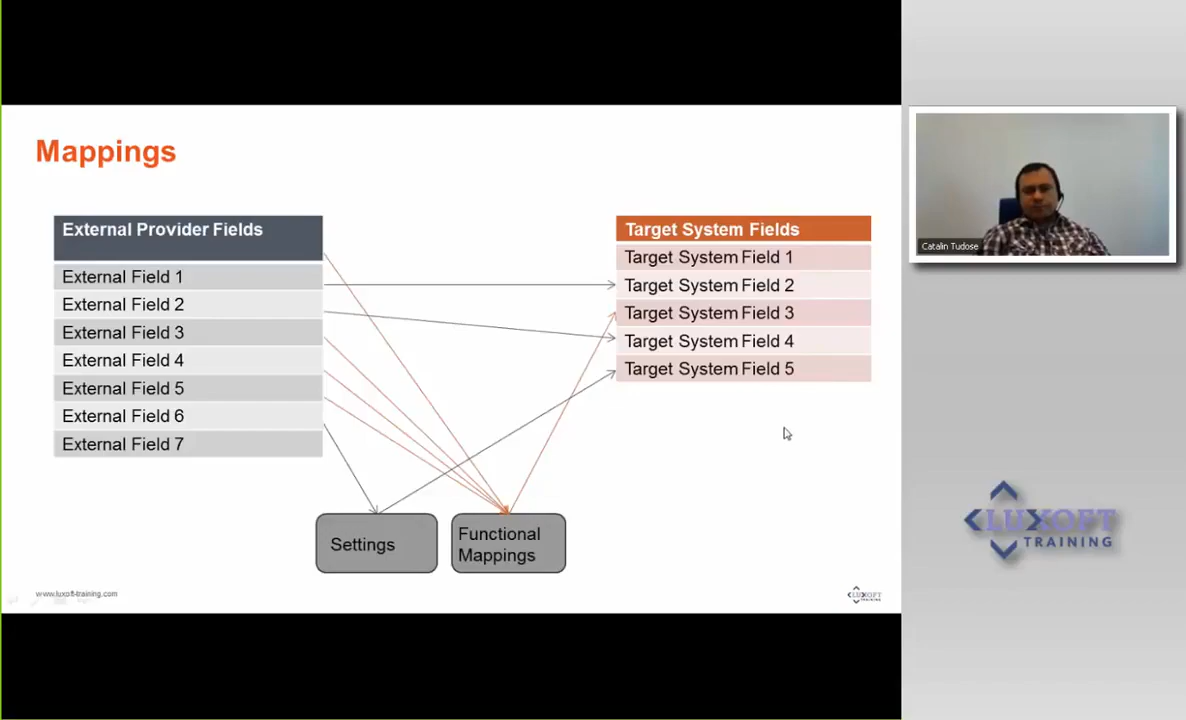 Mappings
External Provider Fields
External Field 1
External Field 2
External Field 3
External Field 4
External Field 5
External Field 6
External Field 7
Target System Fields
Target System Field 1
Target System Field 2
Target System Field 3
Target System Field 4
Target System Field 5
Settings
Functional
Mappings
www.luxoft-training.com
LUXOFT
TRAINING
Catalin Tudose
LUXOFT
TRAINING